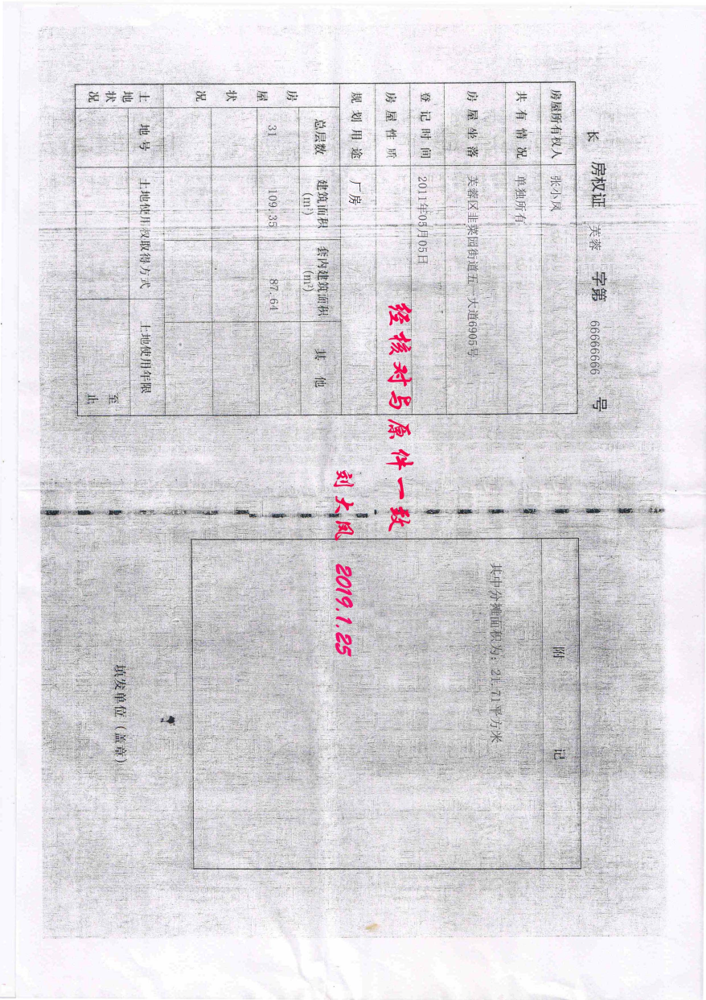 长 房权证 芙蓉 字第 66666666 号
房屋所有权人 张小凤
共有情况 单独所有
房屋坐落 芙蓉区韭菜园街道五一大道6905号
登记时间 2011年05月05日
房屋性质
规划用途 厂房
房屋状况 总层数 建筑面积(m²) 套内建筑面积(m²) 其他
31 109.35 87.64
土地状况 地号 土地使用权取得方式 土地使用年限
至 止
附 记
其中分摊面积为：21.71平方米
填发单位（盖章）
经核对与原件一致
刘大凤 2019.1.25